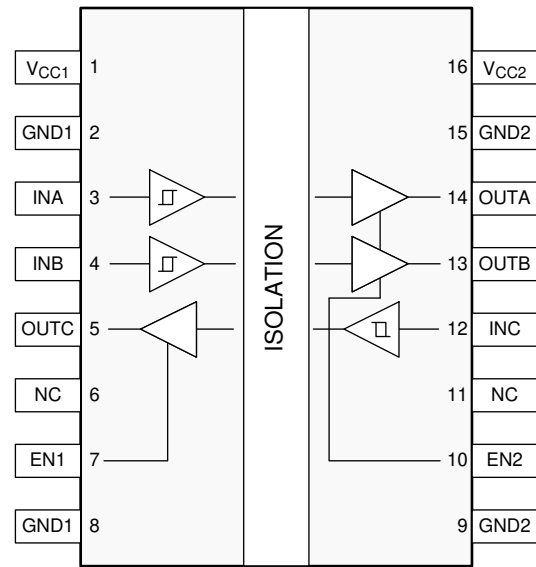 VCC1 1 16 VCC2
GND1 2 15 GND2
INA 3 14 OUTA
INB 4 13 OUTB
ISOLATION
OUTC 5 12 INC
NC 6 11 NC
EN1 7 10 EN2
GND1 8 9 GND2